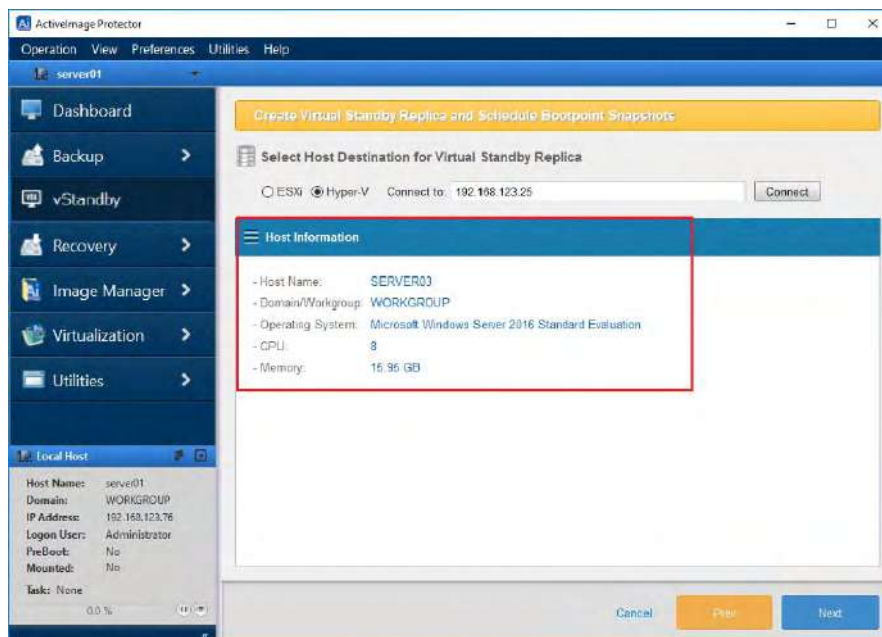 ActiveImage Protector
Operation View Preferences Utilities Help
server01
Dashboard
Backup
vStandby
Recovery
Image Manager
Virtualization
Utilities
Local Host
Host Name: server01
Domain: WORKGROUP
IP Address: 192.168.123.76
Logon User: Administrator
PreBoot: No
Mounted: No
Task: None
0.0 %
Create Virtual Standby Replica and Schedule Bootpoint Snapshots
Select Host Destination for Virtual Standby Replica
ESXi Hyper-V Connect to: 192.168.123.25 Connect
Host Information
- Host Name: SERVER03
- Domain/Workgroup: WORKGROUP
- Operating System: Microsoft Windows Server 2016 Standard Evaluation
- CPU: 8
- Memory: 15.95 GB
Cancel Prev Next